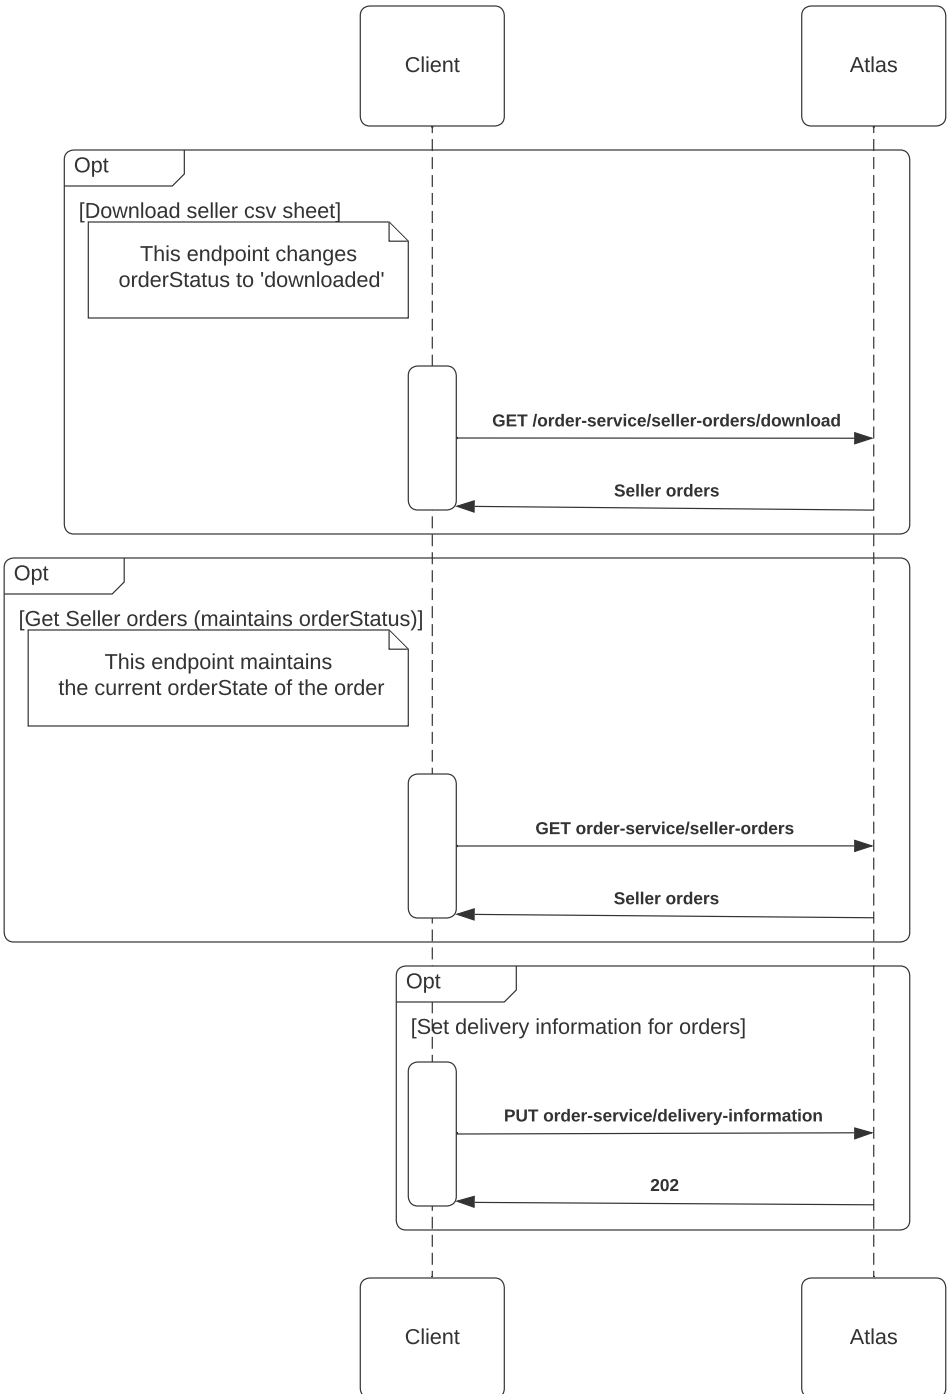 Client
Atlas
Opt
[Download seller csv sheet]
This endpoint changes
orderStatus to 'downloaded'
GET /order-service/seller-orders/download
Seller orders
Opt
[Get Seller orders (maintains orderStatus)]
This endpoint maintains
the current orderState of the order
GET order-service/seller-orders
Seller orders
Opt
[Set delivery information for orders]
PUT order-service/delivery-information
202
Client
Atlas